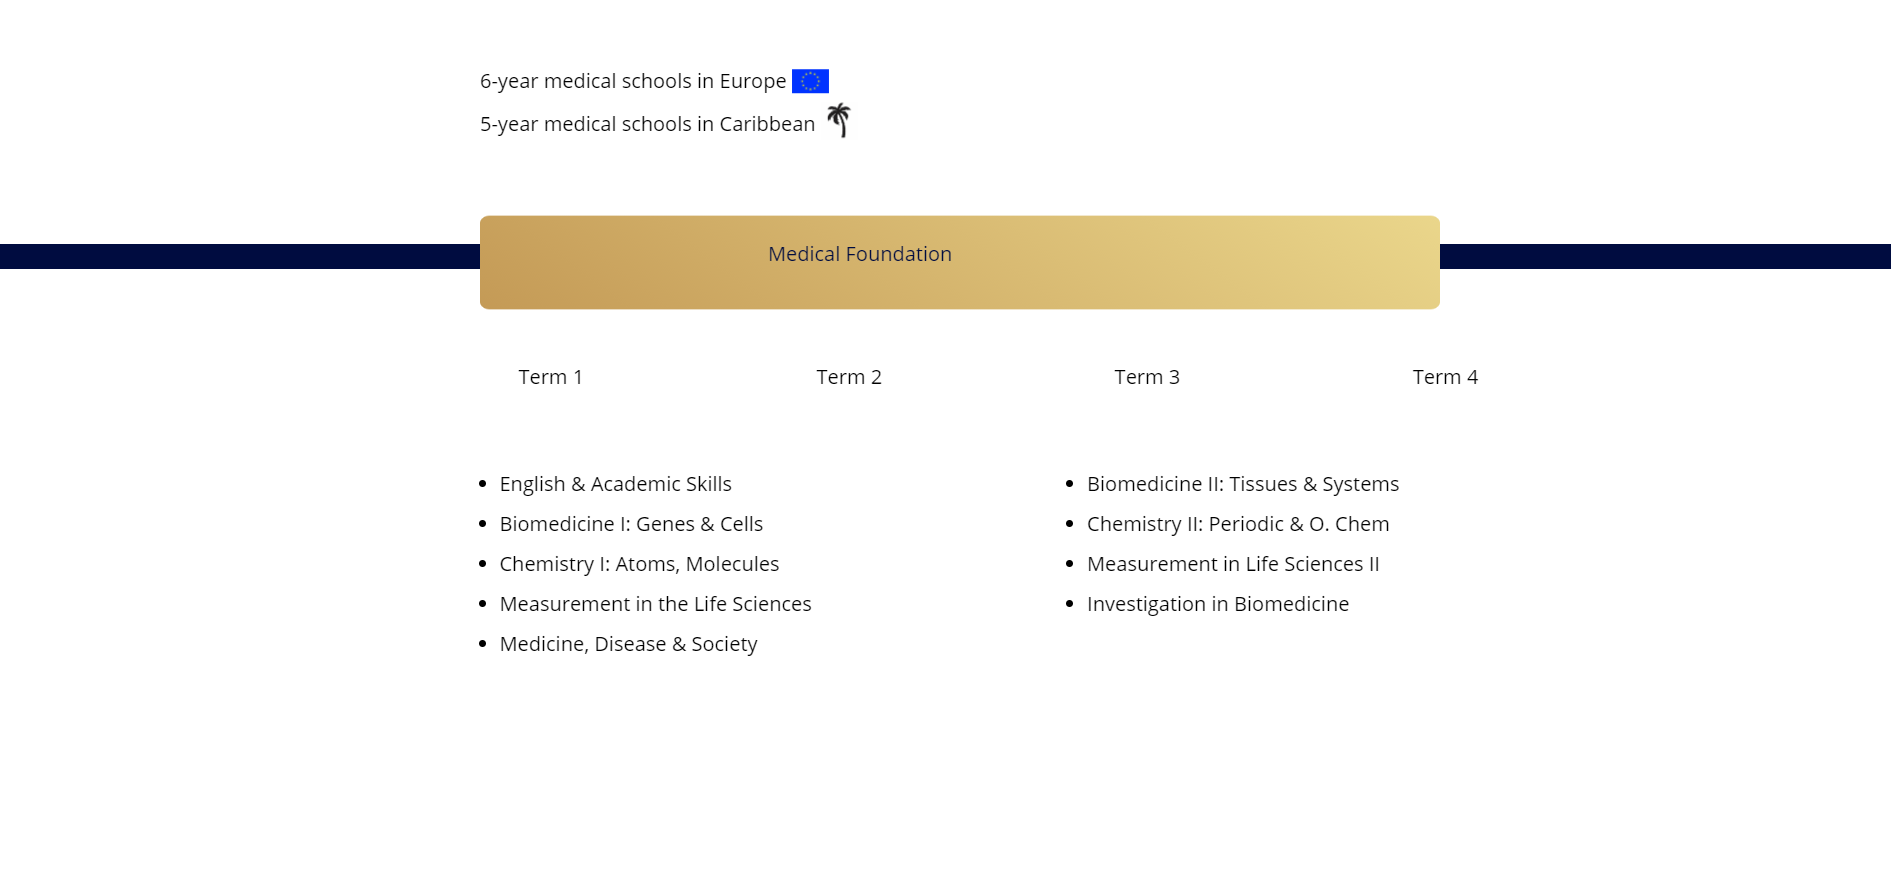 6-year medical schools in Europe
5-year medical schools in Caribbean
Medical Foundation
Term 1
Term 2
Term 3
Term 4
English & Academic Skills
Biomedicine I: Genes & Cells
Chemistry I: Atoms, Molecules
Measurement in the Life Sciences
Medicine, Disease & Society
Biomedicine II: Tissues & Systems
Chemistry II: Periodic & O. Chem
Measurement in Life Sciences II
Investigation in Biomedicine